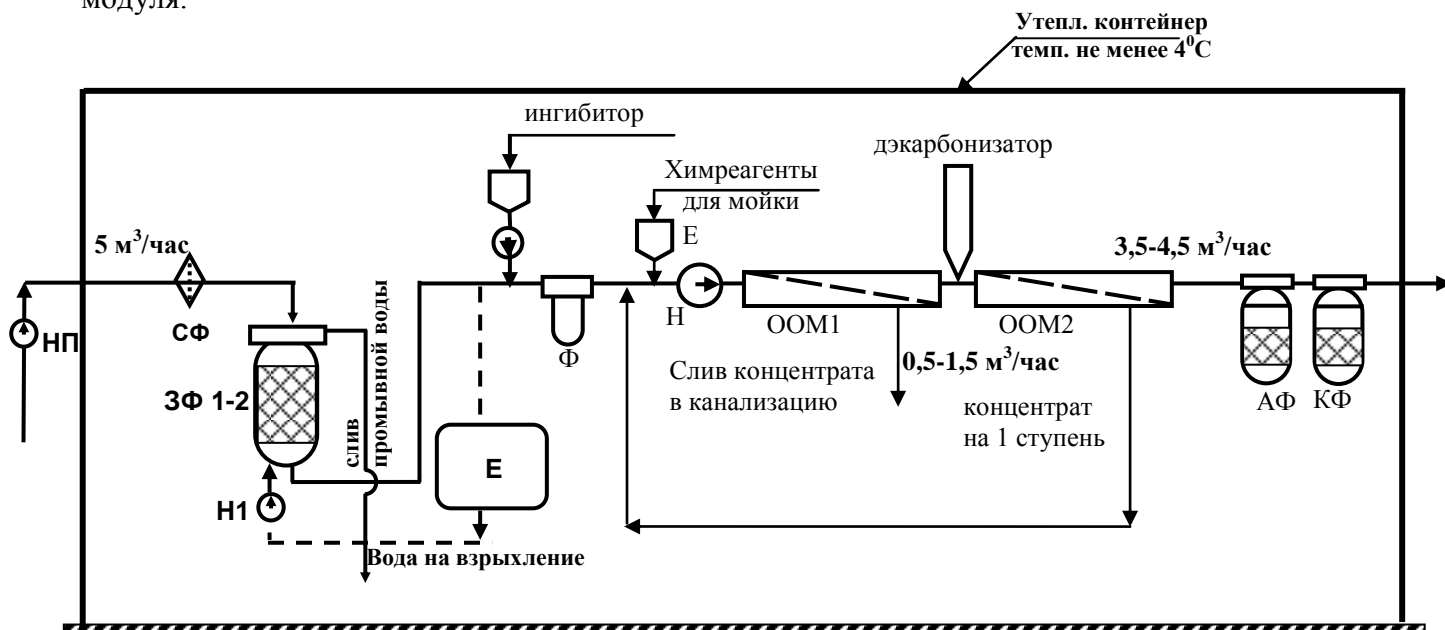 модуля.
Утепл. контейнер
темп. не менее 4⁰С
ингибитор
дэкарбонизатор
Химреагенты
для мойки
Е
5 м³/час
3,5-4,5 м³/час
НП
СФ
слив
промывной воды
Ф
Н
ООМ1
ООМ2
0,5-1,5 м³/час
Слив концентрата
в канализацию
концентрат
на 1 ступень
АФ
КФ
ЗФ 1-2
Е
Н1
Вода на взрыхление